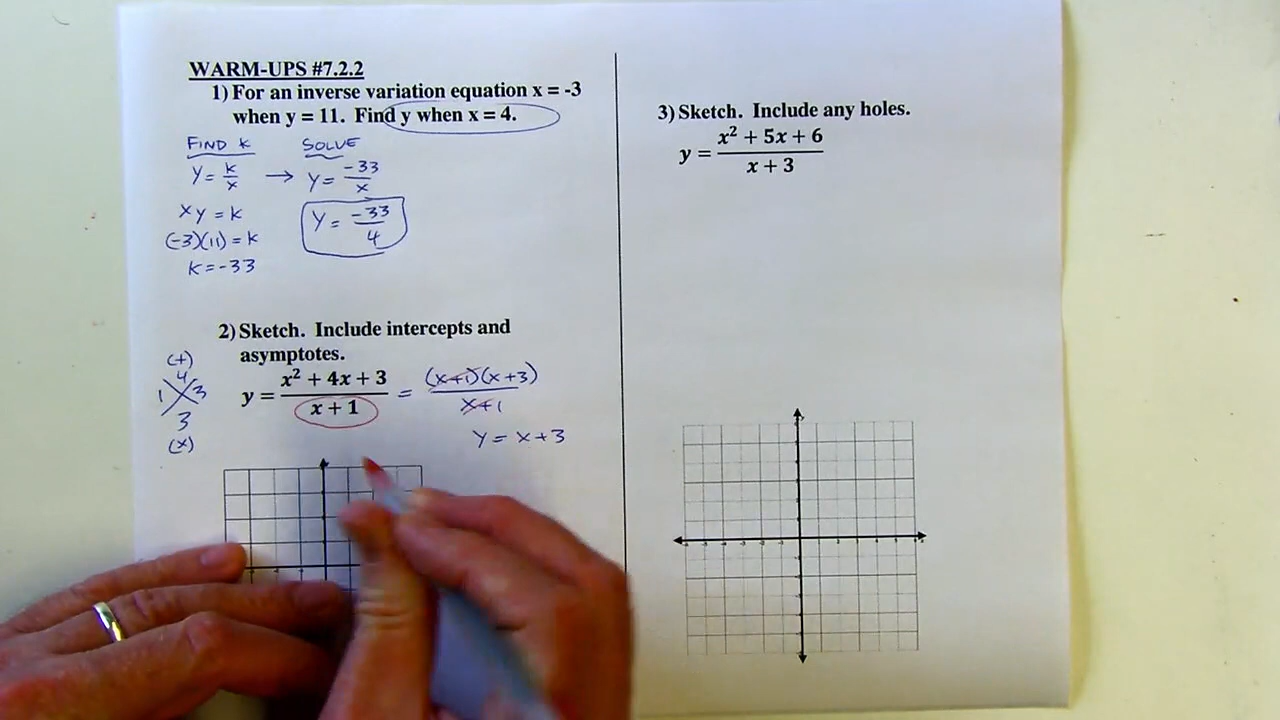 WARM-UPS #7.2.2
1) For an inverse variation equation x = -3
when y = 11. Find y when x = 4.
FIND K
y = k/x
xy = k
(-3)(11) = k
k = -33
→
SOLVE
y = -33/x
y = -33/4
2) Sketch. Include intercepts and
asymptotes.
(+)
4
1 3
3
(x)
y = x² + 4x + 3 / x + 1 = (x+1)(x+3) / x+1
y = x+3
3) Sketch. Include any holes.
y = x² + 5x + 6 / x + 3